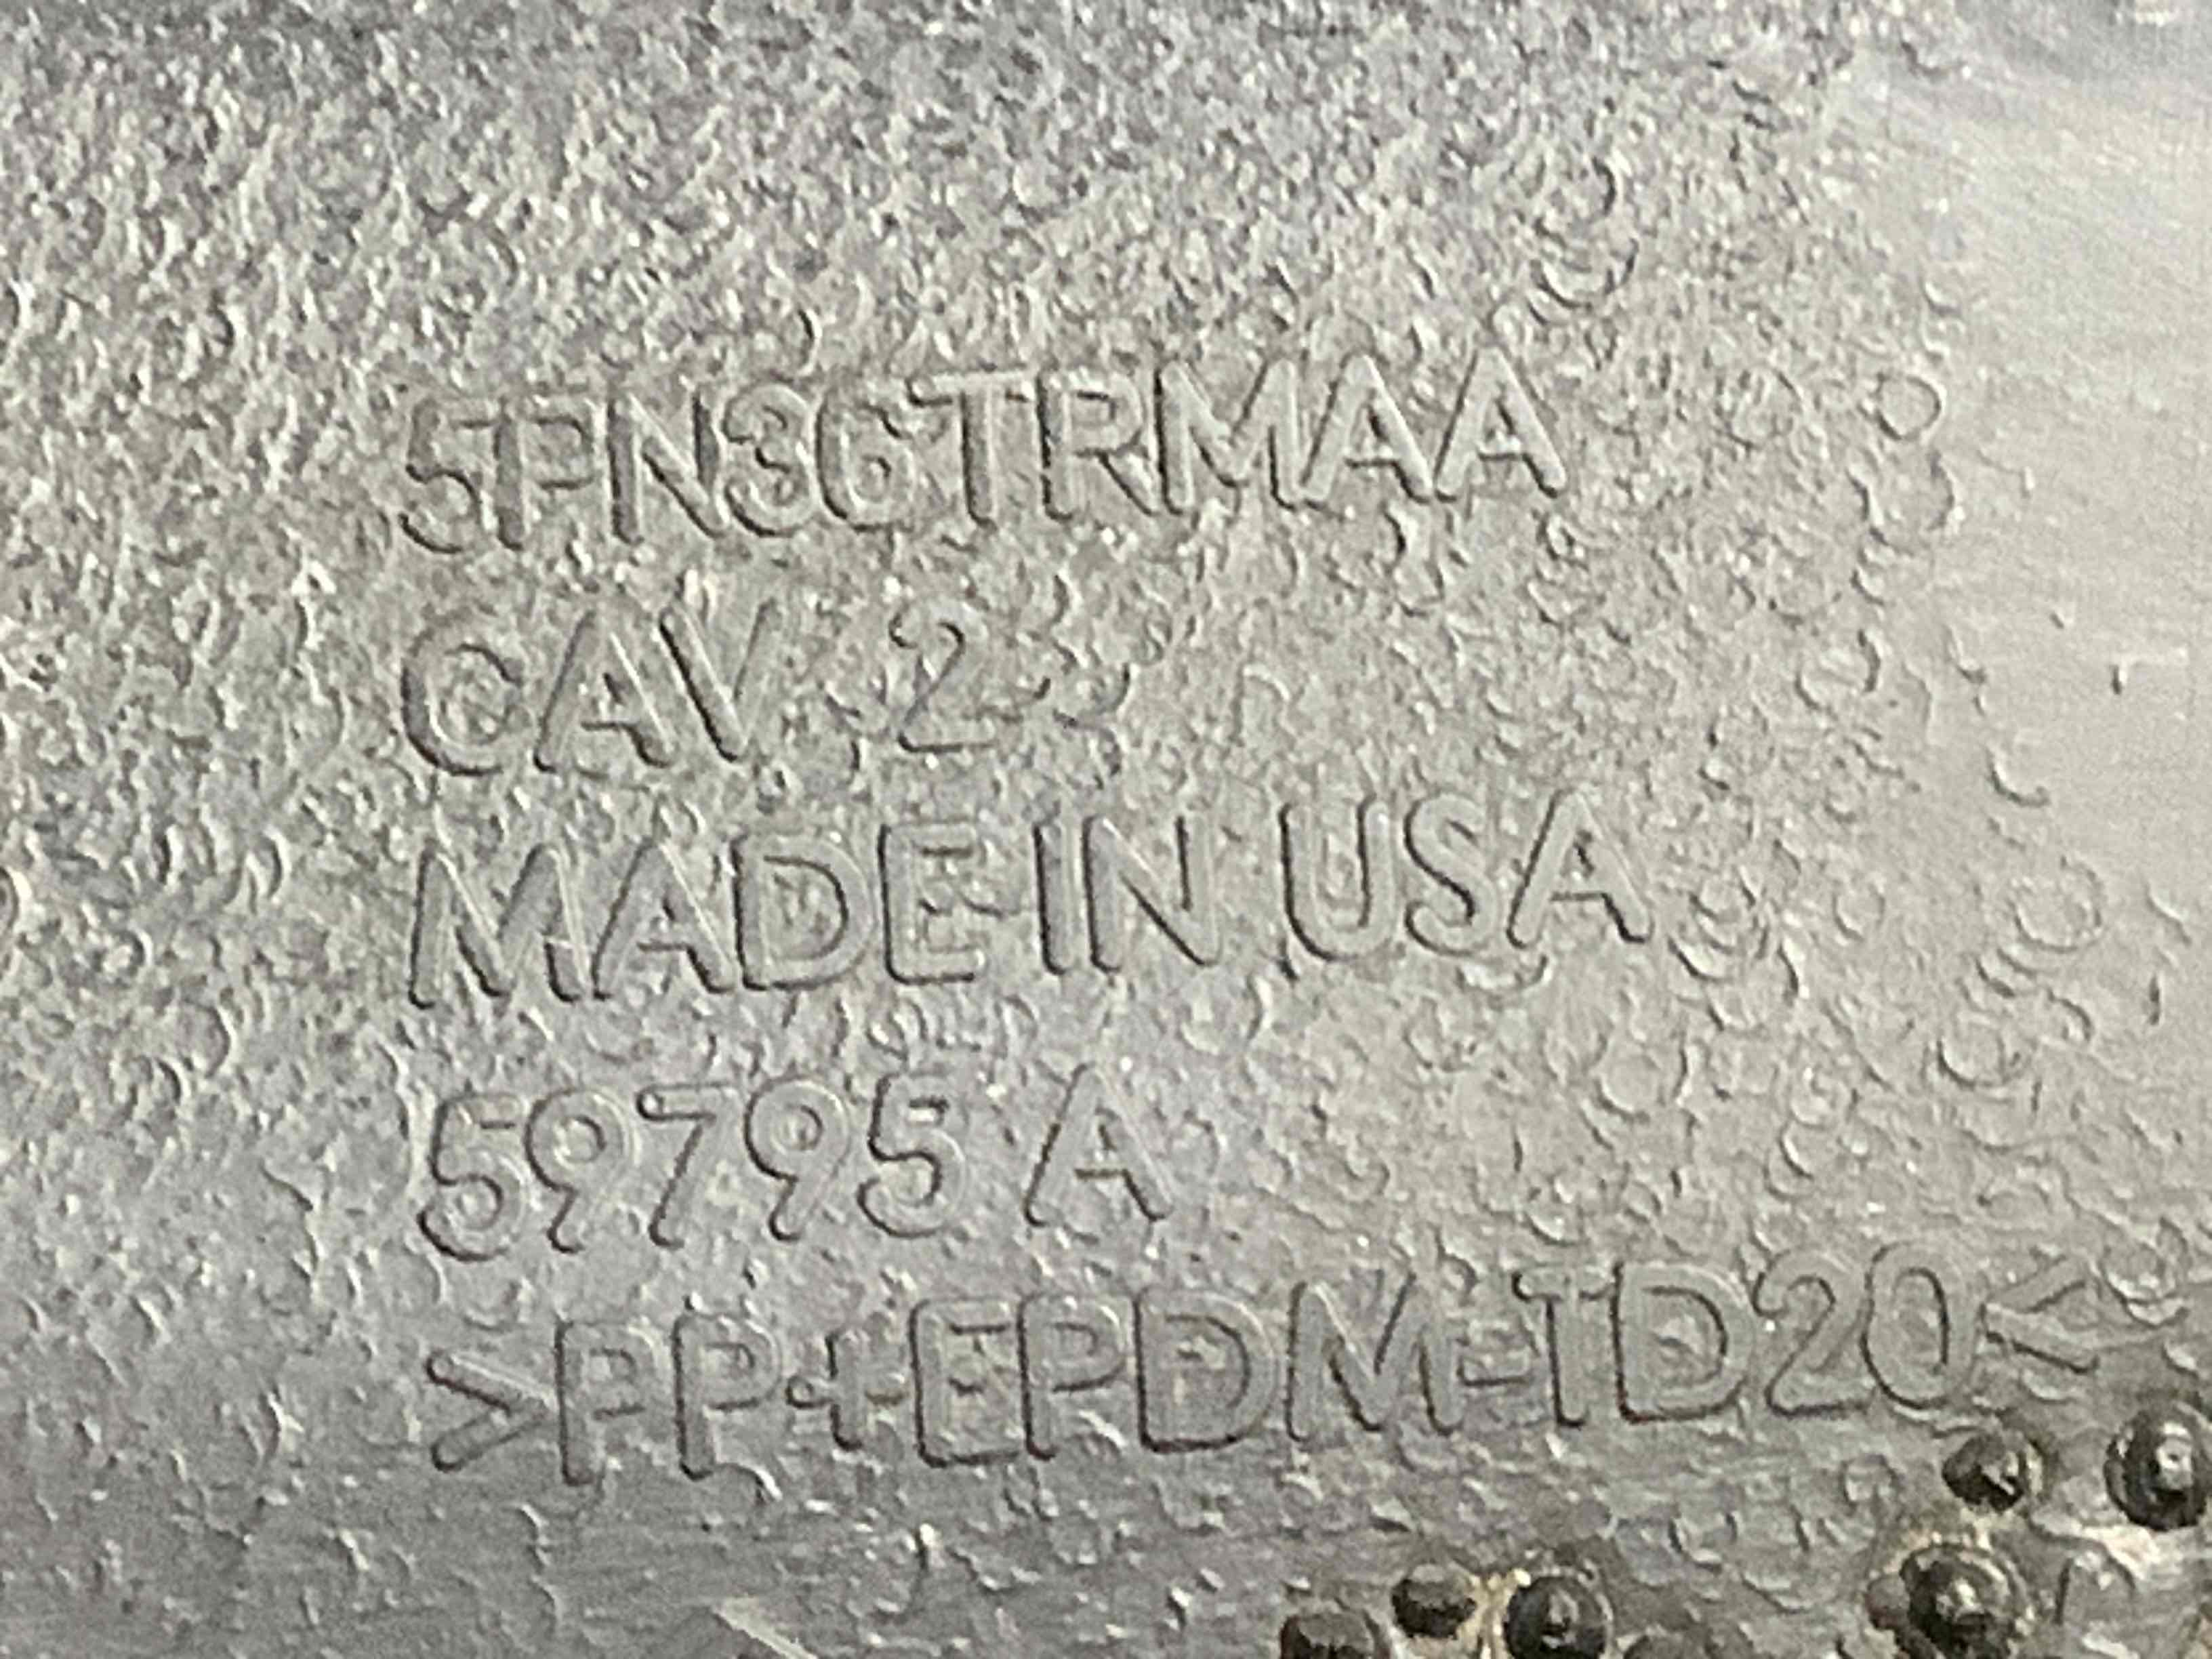 5PN36TRMAA
CAV. 2
MADE IN USA
59795 A
>PP+EPDM-TD20<